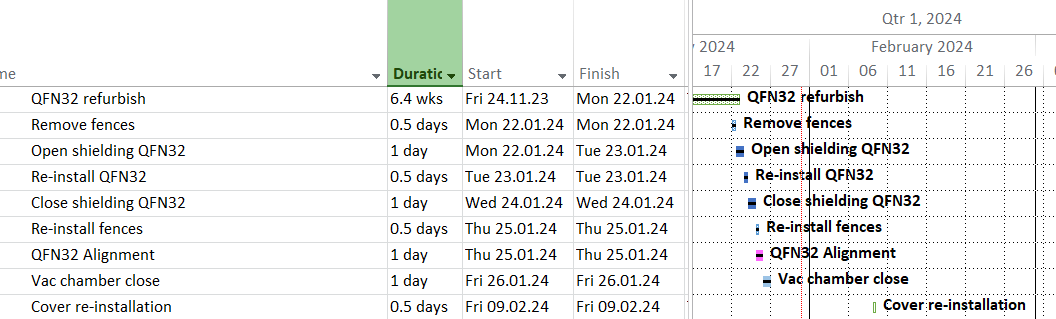 Qtr 1, 2024
2024 February 2024
me Duratic Start Finish 17 22 27 01 06 11 16 21 26
QFN32 refurbish 6.4 wks Fri 24.11.23 Mon 22.01.24 QFN32 refurbish
Remove fences 0.5 days Mon 22.01.24 Mon 22.01.24 Remove fences
Open shielding QFN32 1 day Mon 22.01.24 Tue 23.01.24 Open shielding QFN32
Re-install QFN32 0.5 days Tue 23.01.24 Tue 23.01.24 Re-install QFN32
Close shielding QFN32 1 day Wed 24.01.24 Wed 24.01.24 Close shielding QFN32
Re-install fences 0.5 days Thu 25.01.24 Thu 25.01.24 Re-install fences
QFN32 Alignment 1 day Thu 25.01.24 Thu 25.01.24 QFN32 Alignment
Vac chamber close 1 day Fri 26.01.24 Fri 26.01.24 Vac chamber close
Cover re-installation 0.5 days Fri 09.02.24 Fri 09.02.24 Cover re-installation